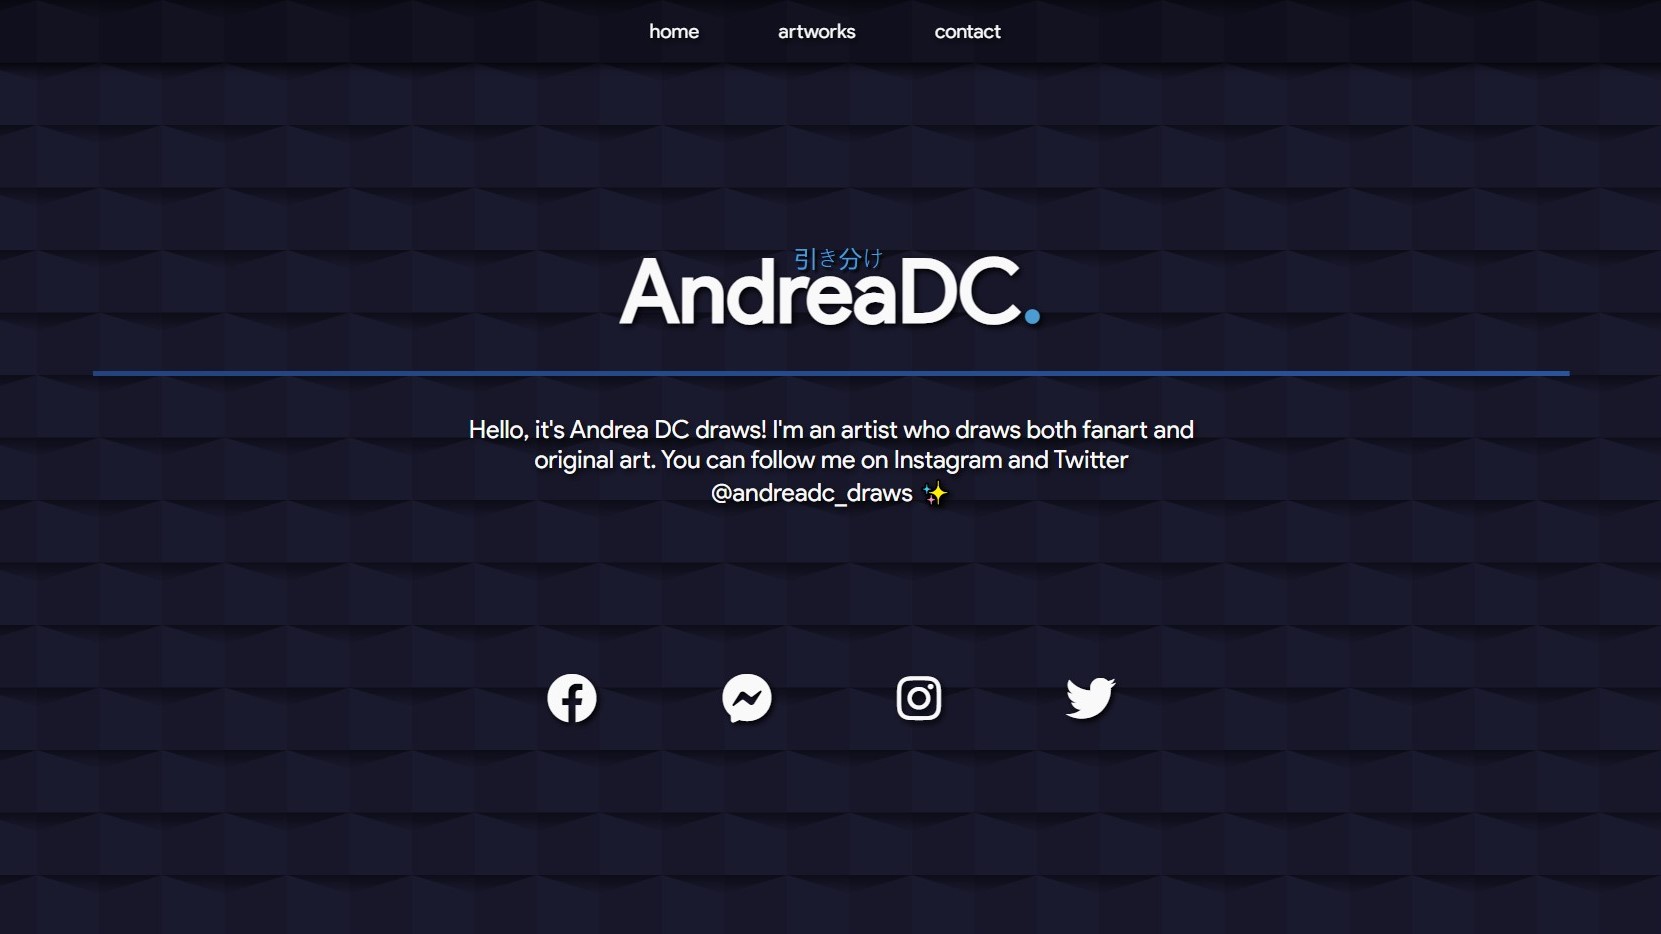 home artworks contact
引き分け
AndreaDC.
Hello, it's Andrea DC draws! I'm an artist who draws both fanart and
original art. You can follow me on Instagram and Twitter
@andreadc_draws ✨